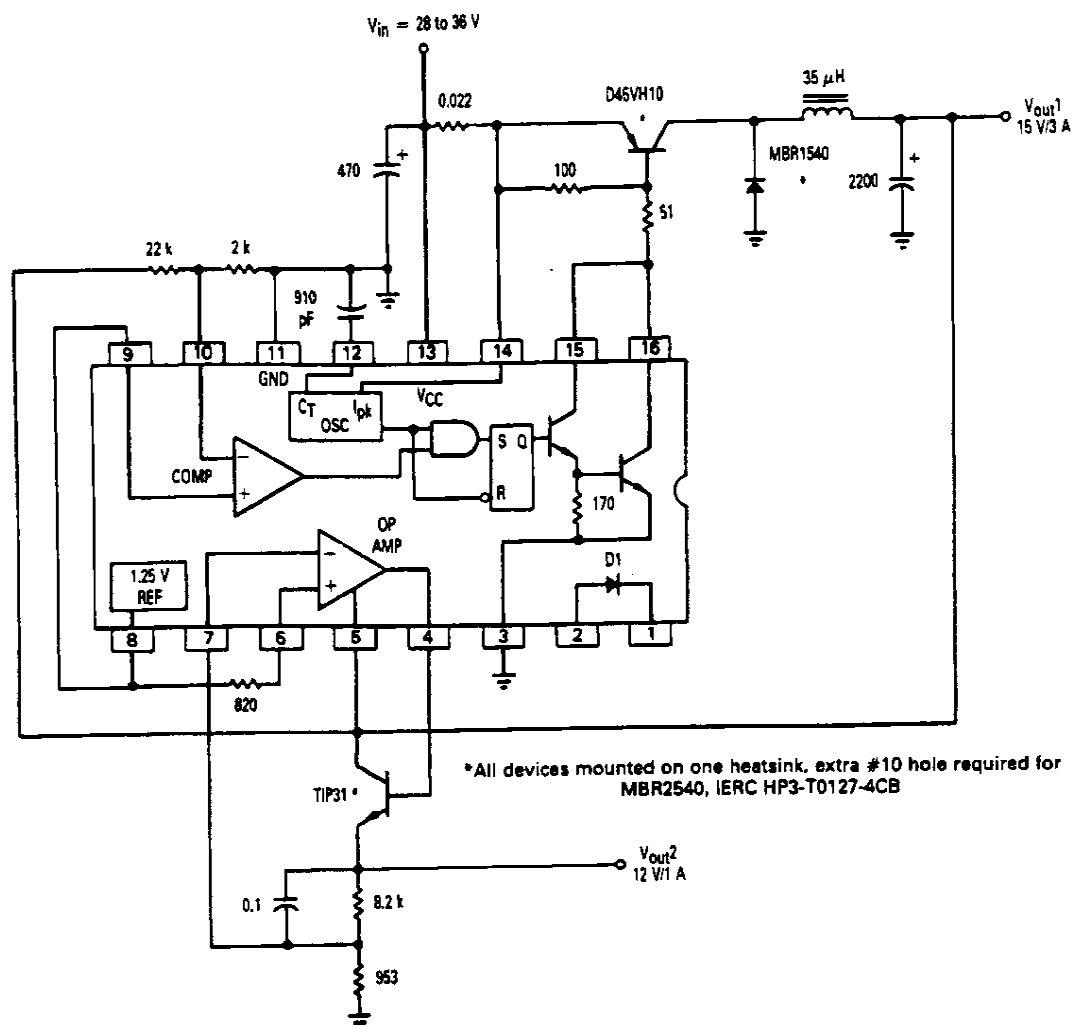 V_in = 28 to 36 V
0.022
D45VH10
*
35 μH
V_out1
15 V/3 A
470
+
100
MBR1540
*
2200
+
51
22 k
2 k
910
pF
9
10
11
12
13
14
15
16
GND
V_CC
C_T
I_pk
OSC
COMP
−
+
S
Q
R
170
OP
AMP
−
+
D1
1.25 V
REF
8
7
6
5
4
3
2
1
820
TIP31 *
*All devices mounted on one heatsink, extra #10 hole required for
MBR2540, IERC HP3-T0127-4CB
V_out2
12 V/1 A
0.1
8.2 k
953